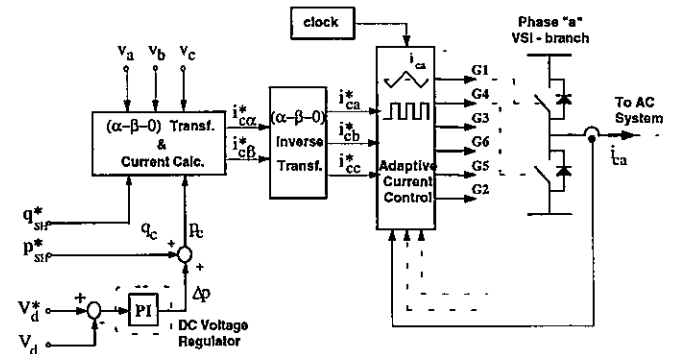 clock
Phase "a"
VSI - branch
v_a
v_b
v_c
i_ca
G1
G4
G3
G6
G5
G2
To AC
System
i_ca
(α-β-0) Transf.
&
Current Calc.
i*_cα
i*_cβ
(α-β-0)
Inverse
Transf.
i*_ca
i*_cb
i*_cc
Adaptive
Current
Control
q*_SH
q_c
p_c
p*_SH
+
+
Δp
V*_d
+
PI
-
V_d
DC Voltage
Regulator